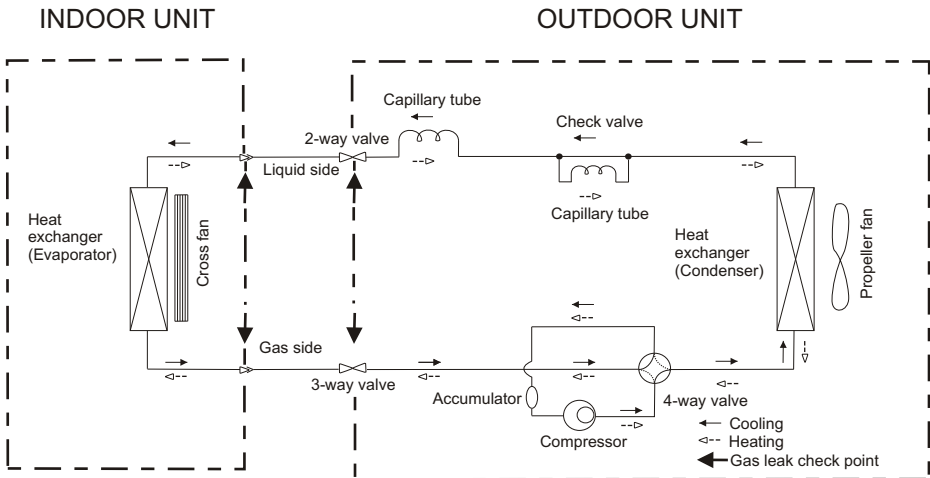 INDOOR UNIT
OUTDOOR UNIT
Capillary tube
2-way valve
Check valve
Liquid side
Capillary tube
Heat
exchanger
(Evaporator)
Cross fan
Heat
exchanger
(Condenser)
Propeller fan
Gas side
3-way valve
Accumulator
4-way valve
Compressor
Cooling
Heating
Gas leak check point